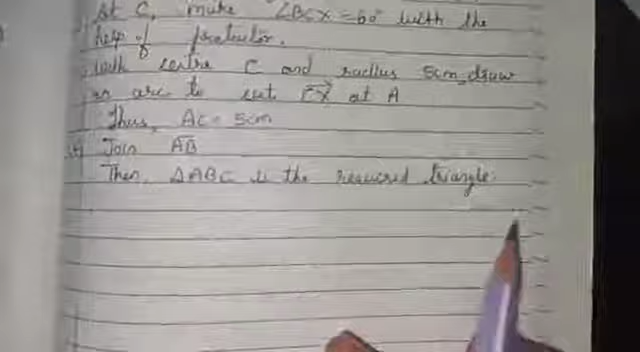 At C, make ∠BCX = 60° with the
help of protractor.
With centre C and radius 5cm, draw
an arc to cut CX at A
Thus, AC = 5cm
Join AB
Then, ΔABC is the required triangle.